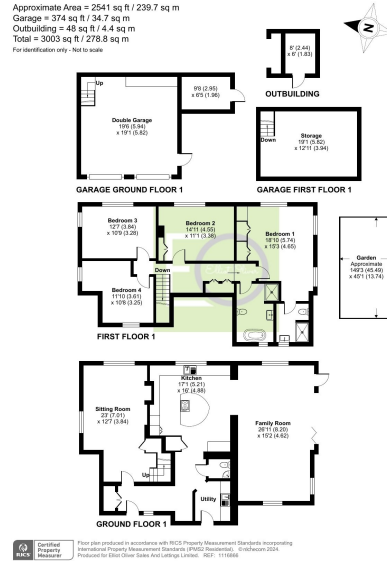 Approximate Area = 2541 sq ft / 239.7 sq m
Garage = 374 sq ft / 34.7 sq m
Outbuilding = 48 sq ft / 4.4 sq m
Total = 3003 sq ft / 278.8 sq m
For identification only - Not to scale
N
6' (2.44)
x 6' (1.83)
OUTBUILDING
Up
Double Garage
19'6 (5.94)
x 19'1 (5.82)
9'8 (2.95)
x 6'5 (1.96)
GARAGE GROUND FLOOR 1
Down
Storage
19'1 (5.82)
x 12'11 (3.94)
GARAGE FIRST FLOOR 1
Bedroom 3
12'7 (3.84)
x 10'9 (3.28)
Bedroom 2
14'11 (4.55)
x 11'1 (3.38)
Bedroom 1
18'10 (5.74)
x 15'3 (4.65)
Bedroom 4
11'10 (3.61)
x 10'8 (3.25)
Down
FIRST FLOOR 1
Garden
Approximate
149'3 (45.49)
x 45'1 (13.74)
Sitting Room
23' (7.01)
x 12'7 (3.84)
Kitchen
17'1 (5.21)
x 16' (4.88)
Family Room
26'11 (8.20)
x 15'2 (4.62)
Up
Utility
GROUND FLOOR 1
RICS
Certified
Property
Measurer
Floor plan produced in accordance with RICS Property Measurement Standards incorporating
International Property Measurement Standards (IPMS2 Residential). © nichecom 2024.
Produced for Elliot Oliver Sales And Lettings Limited. REF: 1116866